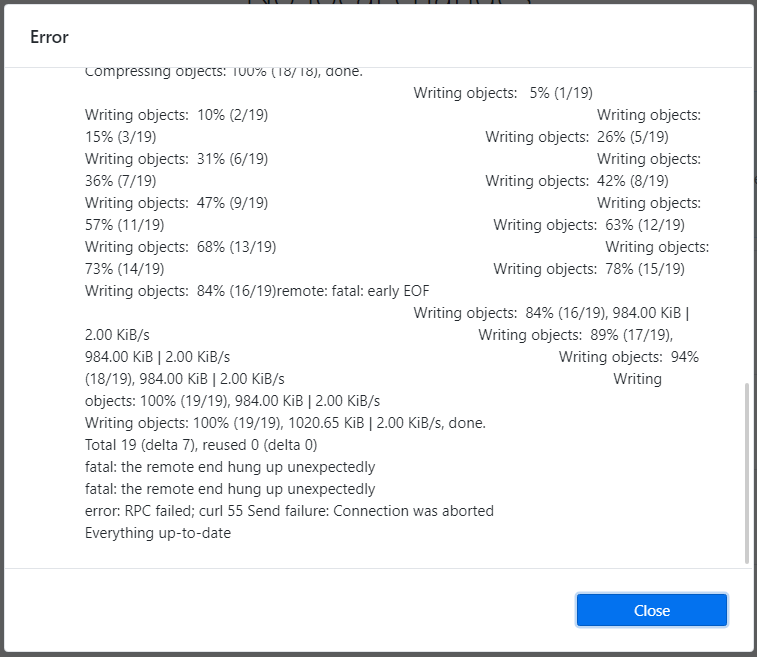 Error
Compressing objects: 100% (18/18), done.
Writing objects:   5% (1/19)
Writing objects:  10% (2/19) Writing objects:
15% (3/19) Writing objects:  26% (5/19)
Writing objects:  31% (6/19) Writing objects:
36% (7/19) Writing objects:  42% (8/19)
Writing objects:  47% (9/19) Writing objects:
57% (11/19) Writing objects:  63% (12/19)
Writing objects:  68% (13/19) Writing objects:
73% (14/19) Writing objects:  78% (15/19)
Writing objects:  84% (16/19)remote: fatal: early EOF
Writing objects:  84% (16/19), 984.00 KiB |
2.00 KiB/s Writing objects:  89% (17/19),
984.00 KiB | 2.00 KiB/s Writing objects:  94%
(18/19), 984.00 KiB | 2.00 KiB/s Writing
objects: 100% (19/19), 984.00 KiB | 2.00 KiB/s
Writing objects: 100% (19/19), 1020.65 KiB | 2.00 KiB/s, done.
Total 19 (delta 7), reused 0 (delta 0)
fatal: the remote end hung up unexpectedly
fatal: the remote end hung up unexpectedly
error: RPC failed; curl 55 Send failure: Connection was aborted
Everything up-to-date
Close